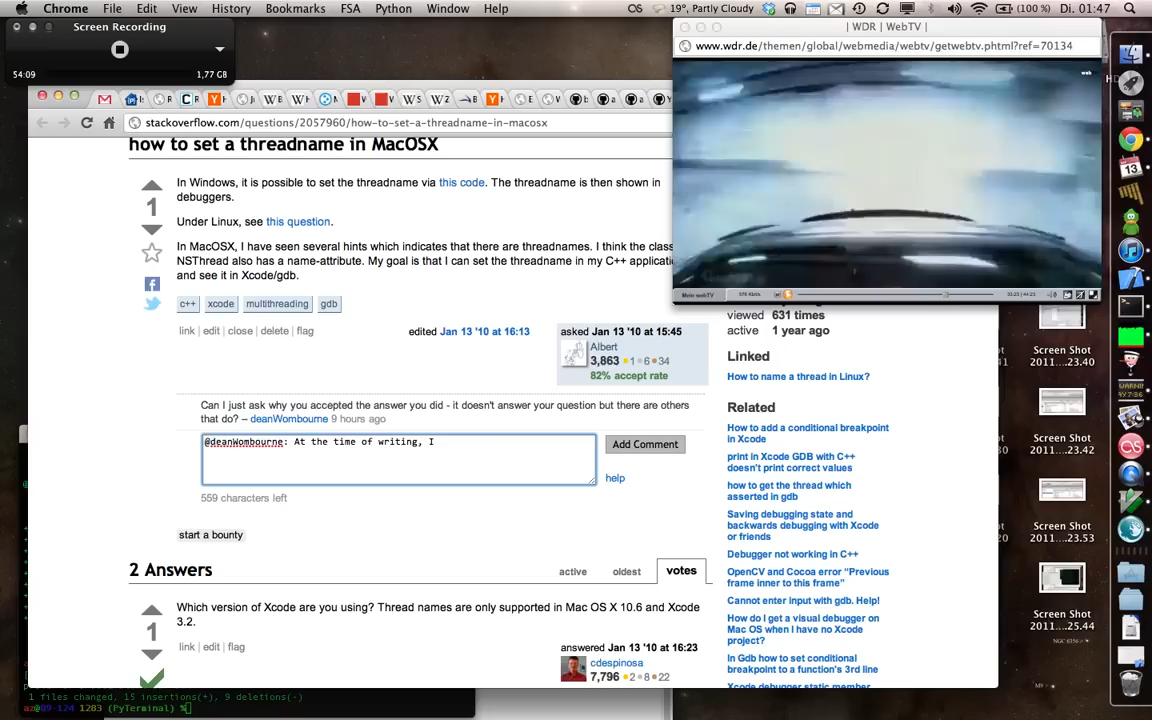 Chrome File Edit View History Bookmarks FSA Python Window Help
19°, Partly Cloudy
(100 %) Di. 01:47
Screen Recording
54:09 1,77 GB
| WDR | WebTV |
www.wdr.de/themen/global/webmedia/webtv/getwebtv.phtml?ref=70134
web
Mein webTV
stackoverflow.com/questions/2057960/how-to-set-a-threadname-in-macosx
how to set a threadname in MacOSX
In Windows, it is possible to set the threadname via this code. The threadname is then shown in
debuggers.
1
Under Linux, see this question.
In MacOSX, I have seen several hints which indicates that there are threadnames. I think the class
NSThread also has a name-attribute. My goal is that I can set the threadname in my C++ applicatio
and see it in Xcode/gdb.
c++ xcode multithreading gdb
link | edit | close | delete | flag
edited Jan 13 '10 at 16:13
asked Jan 13 '10 at 15:45
Albert
3,863 1 6 34
82% accept rate
Can I just ask why you accepted the answer you did - it doesn't answer your question but there are others
that do? – deanWombourne 9 hours ago
@deanWombourne: At the time of writing, I
Add Comment
help
559 characters left
start a bounty
2 Answers
active oldest votes
Which version of Xcode are you using? Thread names are only supported in Mac OS X 10.6 and Xcode
3.2.
1
link | edit | flag
answered Jan 13 '10 at 16:23
cdespinosa
7,796 2 8 22
viewed 631 times
active 1 year ago
Linked
How to name a thread in Linux?
Related
How to add a conditional breakpoint
in Xcode
print in Xcode GDB with C++
doesn't print correct values
how to get the thread which
asserted in gdb
Saving debugging state and
backwards debugging with Xcode
or friends
Debugger not working in C++
OpenCV and Cocoa error “Previous
frame inner to this frame”
Cannot enter input with gdb. Help!
How do I get a visual debugger on
Mac OS when I have no Xcode
project?
In Gdb how to set conditional
breakpoint to a function's 3rd line
Xcode debugging static member
Screen Shot
2011....23.40
Screen Shot
2011....23.42
Screen Shot
2011....23.53
Screen Shot
2011....25.44
1 files changed, 15 insertions(+), 9 deletions(-)
az@09-124 1283 (PyTerminal) %